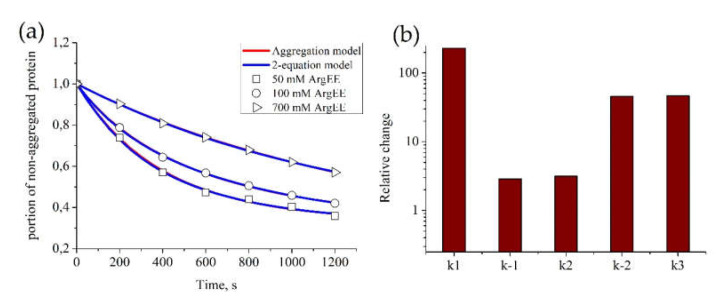 (a)
1,2
1,0
0,8
0,6
0,4
0,2
portion of non-aggregated protein
Aggregation model
2-equation model
50 mM ArgEE
100 mM ArgEE
700 mM ArgEE
0 200 400 600 800 1000 1200
Time, s
(b)
100
10
1
Relative change
k1 k-1 k2 k-2 k3